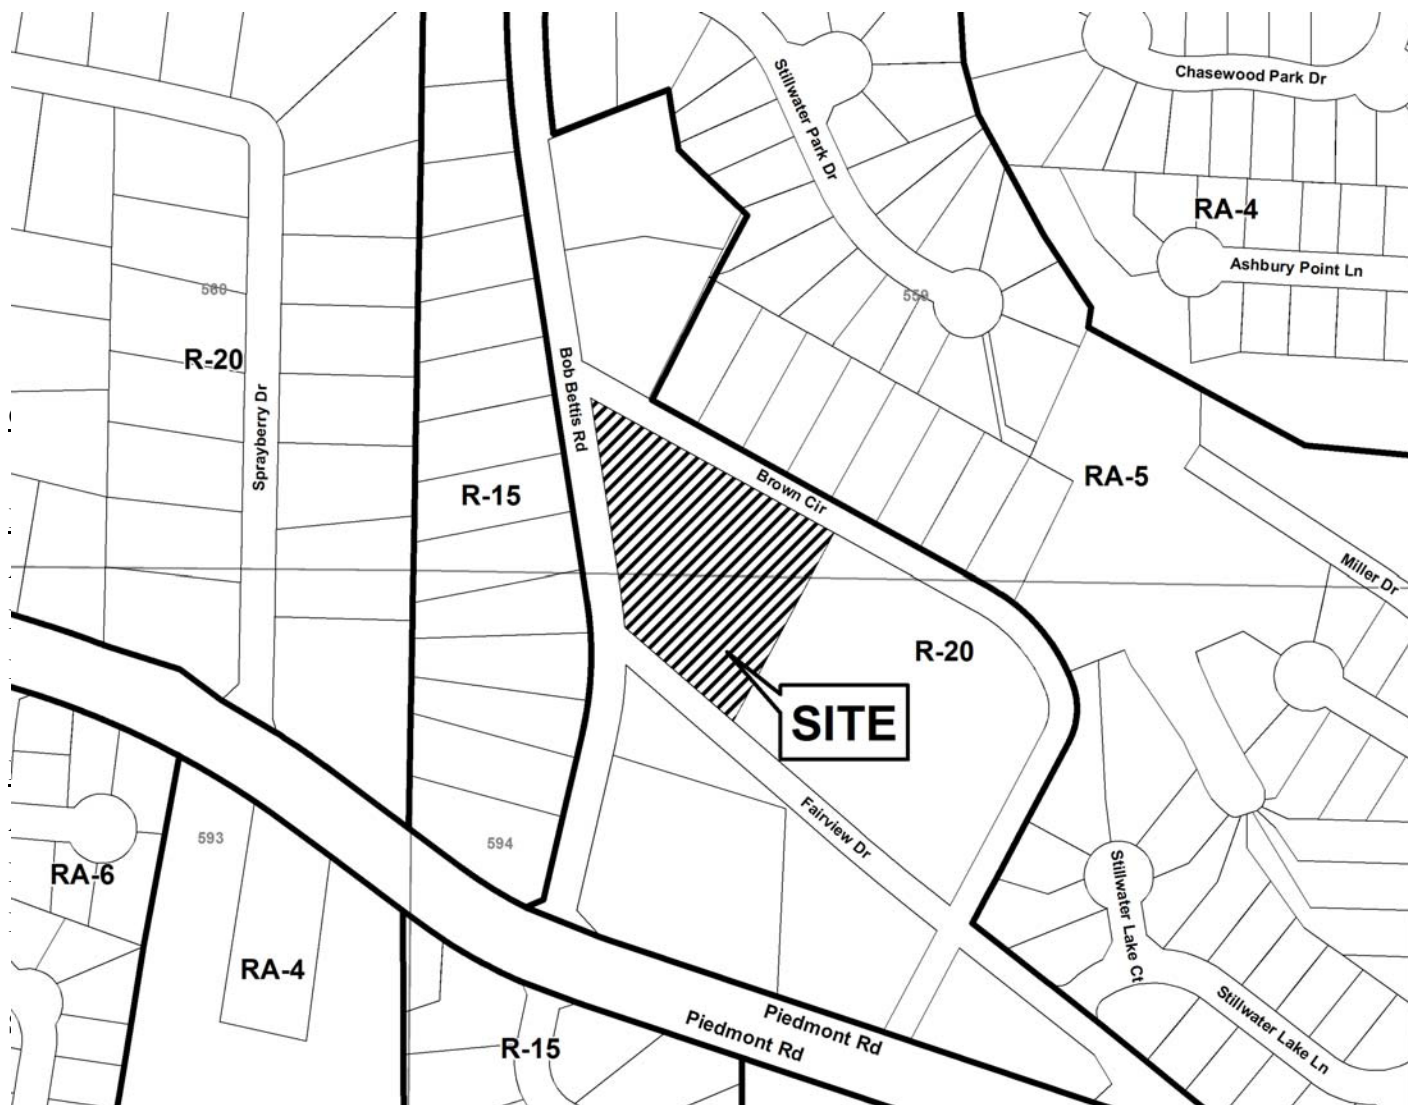 Stillwater Park Dr
Chasewood Park Dr
RA-4
Ashbury Point Ln
580
559
R-20
Sprayberry Dr
Bob Bettis Rd
R-15
Brown Cir
RA-5
Miller Dr
R-20
SITE
Fairview Dr
593
594
RA-6
RA-4
Stillwater Lake Ct
Stillwater Lake Ln
Piedmont Rd
Piedmont Rd
R-15